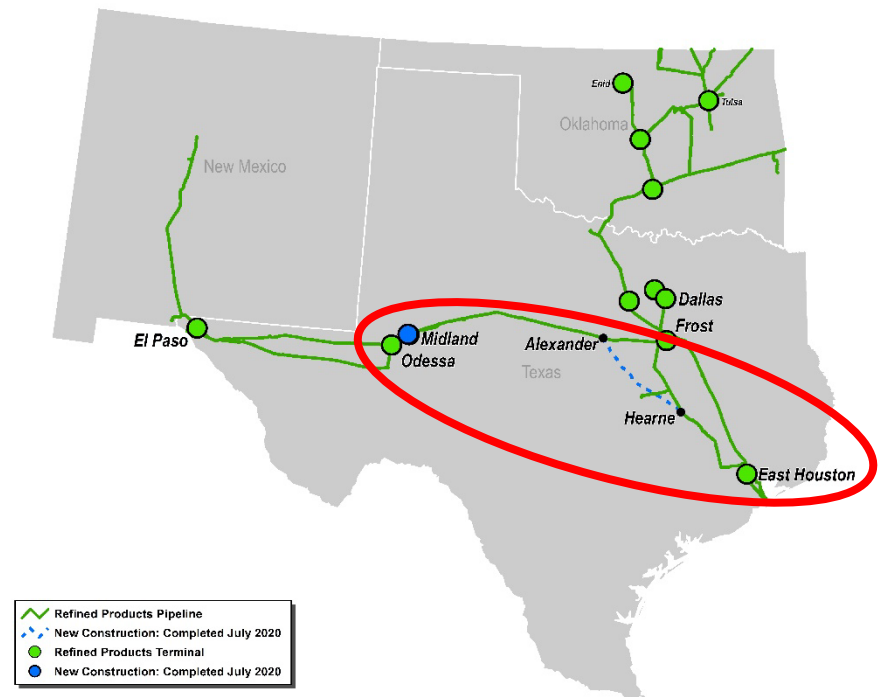 Enid
Tulsa
Oklahoma
New Mexico
Dallas
Frost
El Paso
Midland
Odessa
Alexander
Texas
Hearne
East Houston
Refined Products Pipeline
New Construction: Completed July 2020
Refined Products Terminal
New Construction: Completed July 2020